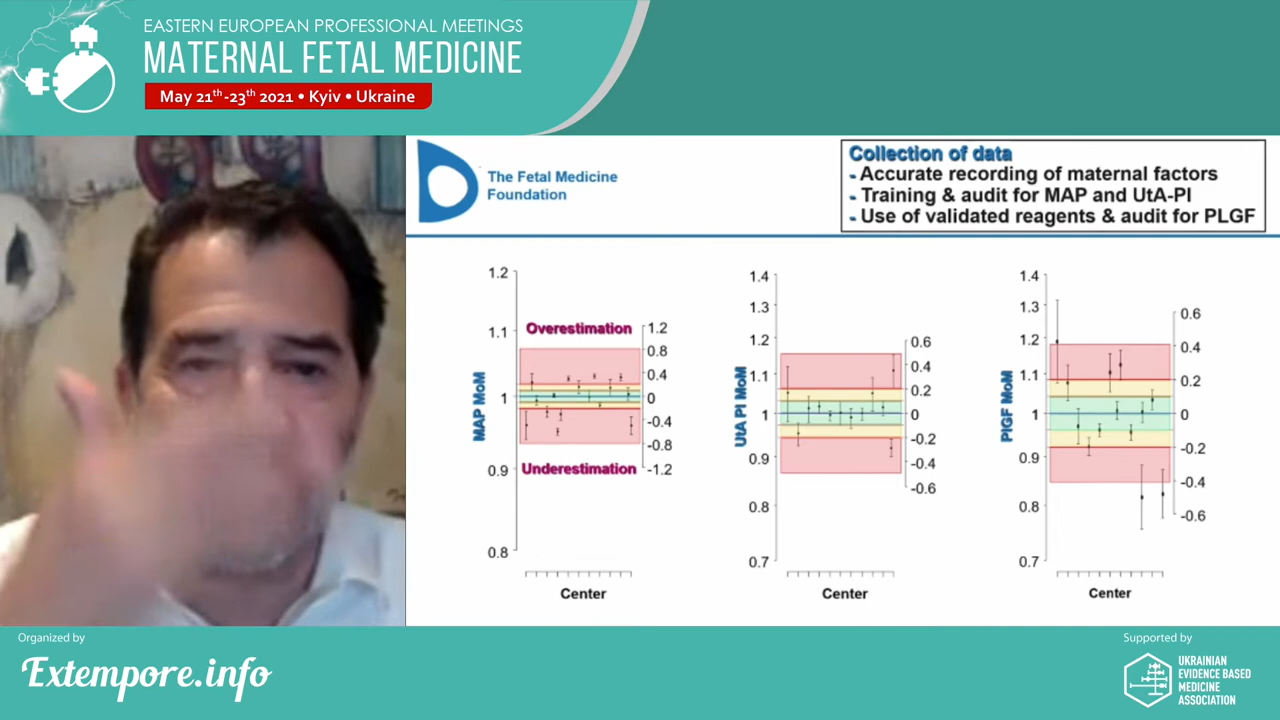 EASTERN EUROPEAN PROFESSIONAL MEETINGS
MATERNAL FETAL MEDICINE
May 21th-23th 2021 • Kyiv • Ukraine
The Fetal Medicine
Foundation
Collection of data
- Accurate recording of maternal factors
- Training & audit for MAP and UtA-PI
- Use of validated reagents & audit for PLGF
MAP MoM
1.2
1.1
1
0.9
0.8
Overestimation
Underestimation
1.2
0.8
0.4
0
-0.4
-0.8
-1.2
Center
UtA PI MoM
1.4
1.3
1.2
1.1
1
0.9
0.8
0.7
0.6
0.4
0.2
0
-0.2
-0.4
-0.6
Center
PlGF MoM
1.4
1.3
1.2
1.1
1
0.9
0.8
0.7
0.6
0.4
0.2
0
-0.2
-0.4
-0.6
Center
Organized by
Extempore.info
Supported by
UKRAINIAN
EVIDENCE BASED
MEDICINE
ASSOCIATION